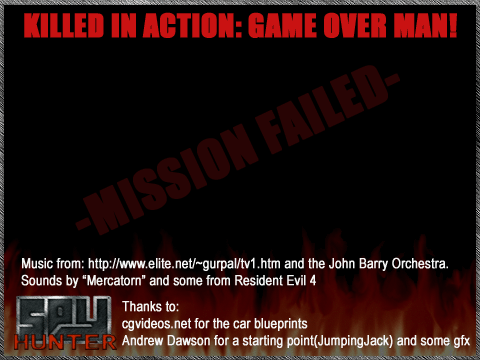 KILLED IN ACTION: GAME OVER MAN!
-MISSION FAILED-
Music from: http://www.elite.net/~gurpal/tv1.htm and the John Barry Orchestra.
Sounds by “Mercatorn” and some from Resident Evil 4
SPY
HUNTER
Thanks to:
cgvideos.net for the car blueprints
Andrew Dawson for a starting point(JumpingJack) and some gfx